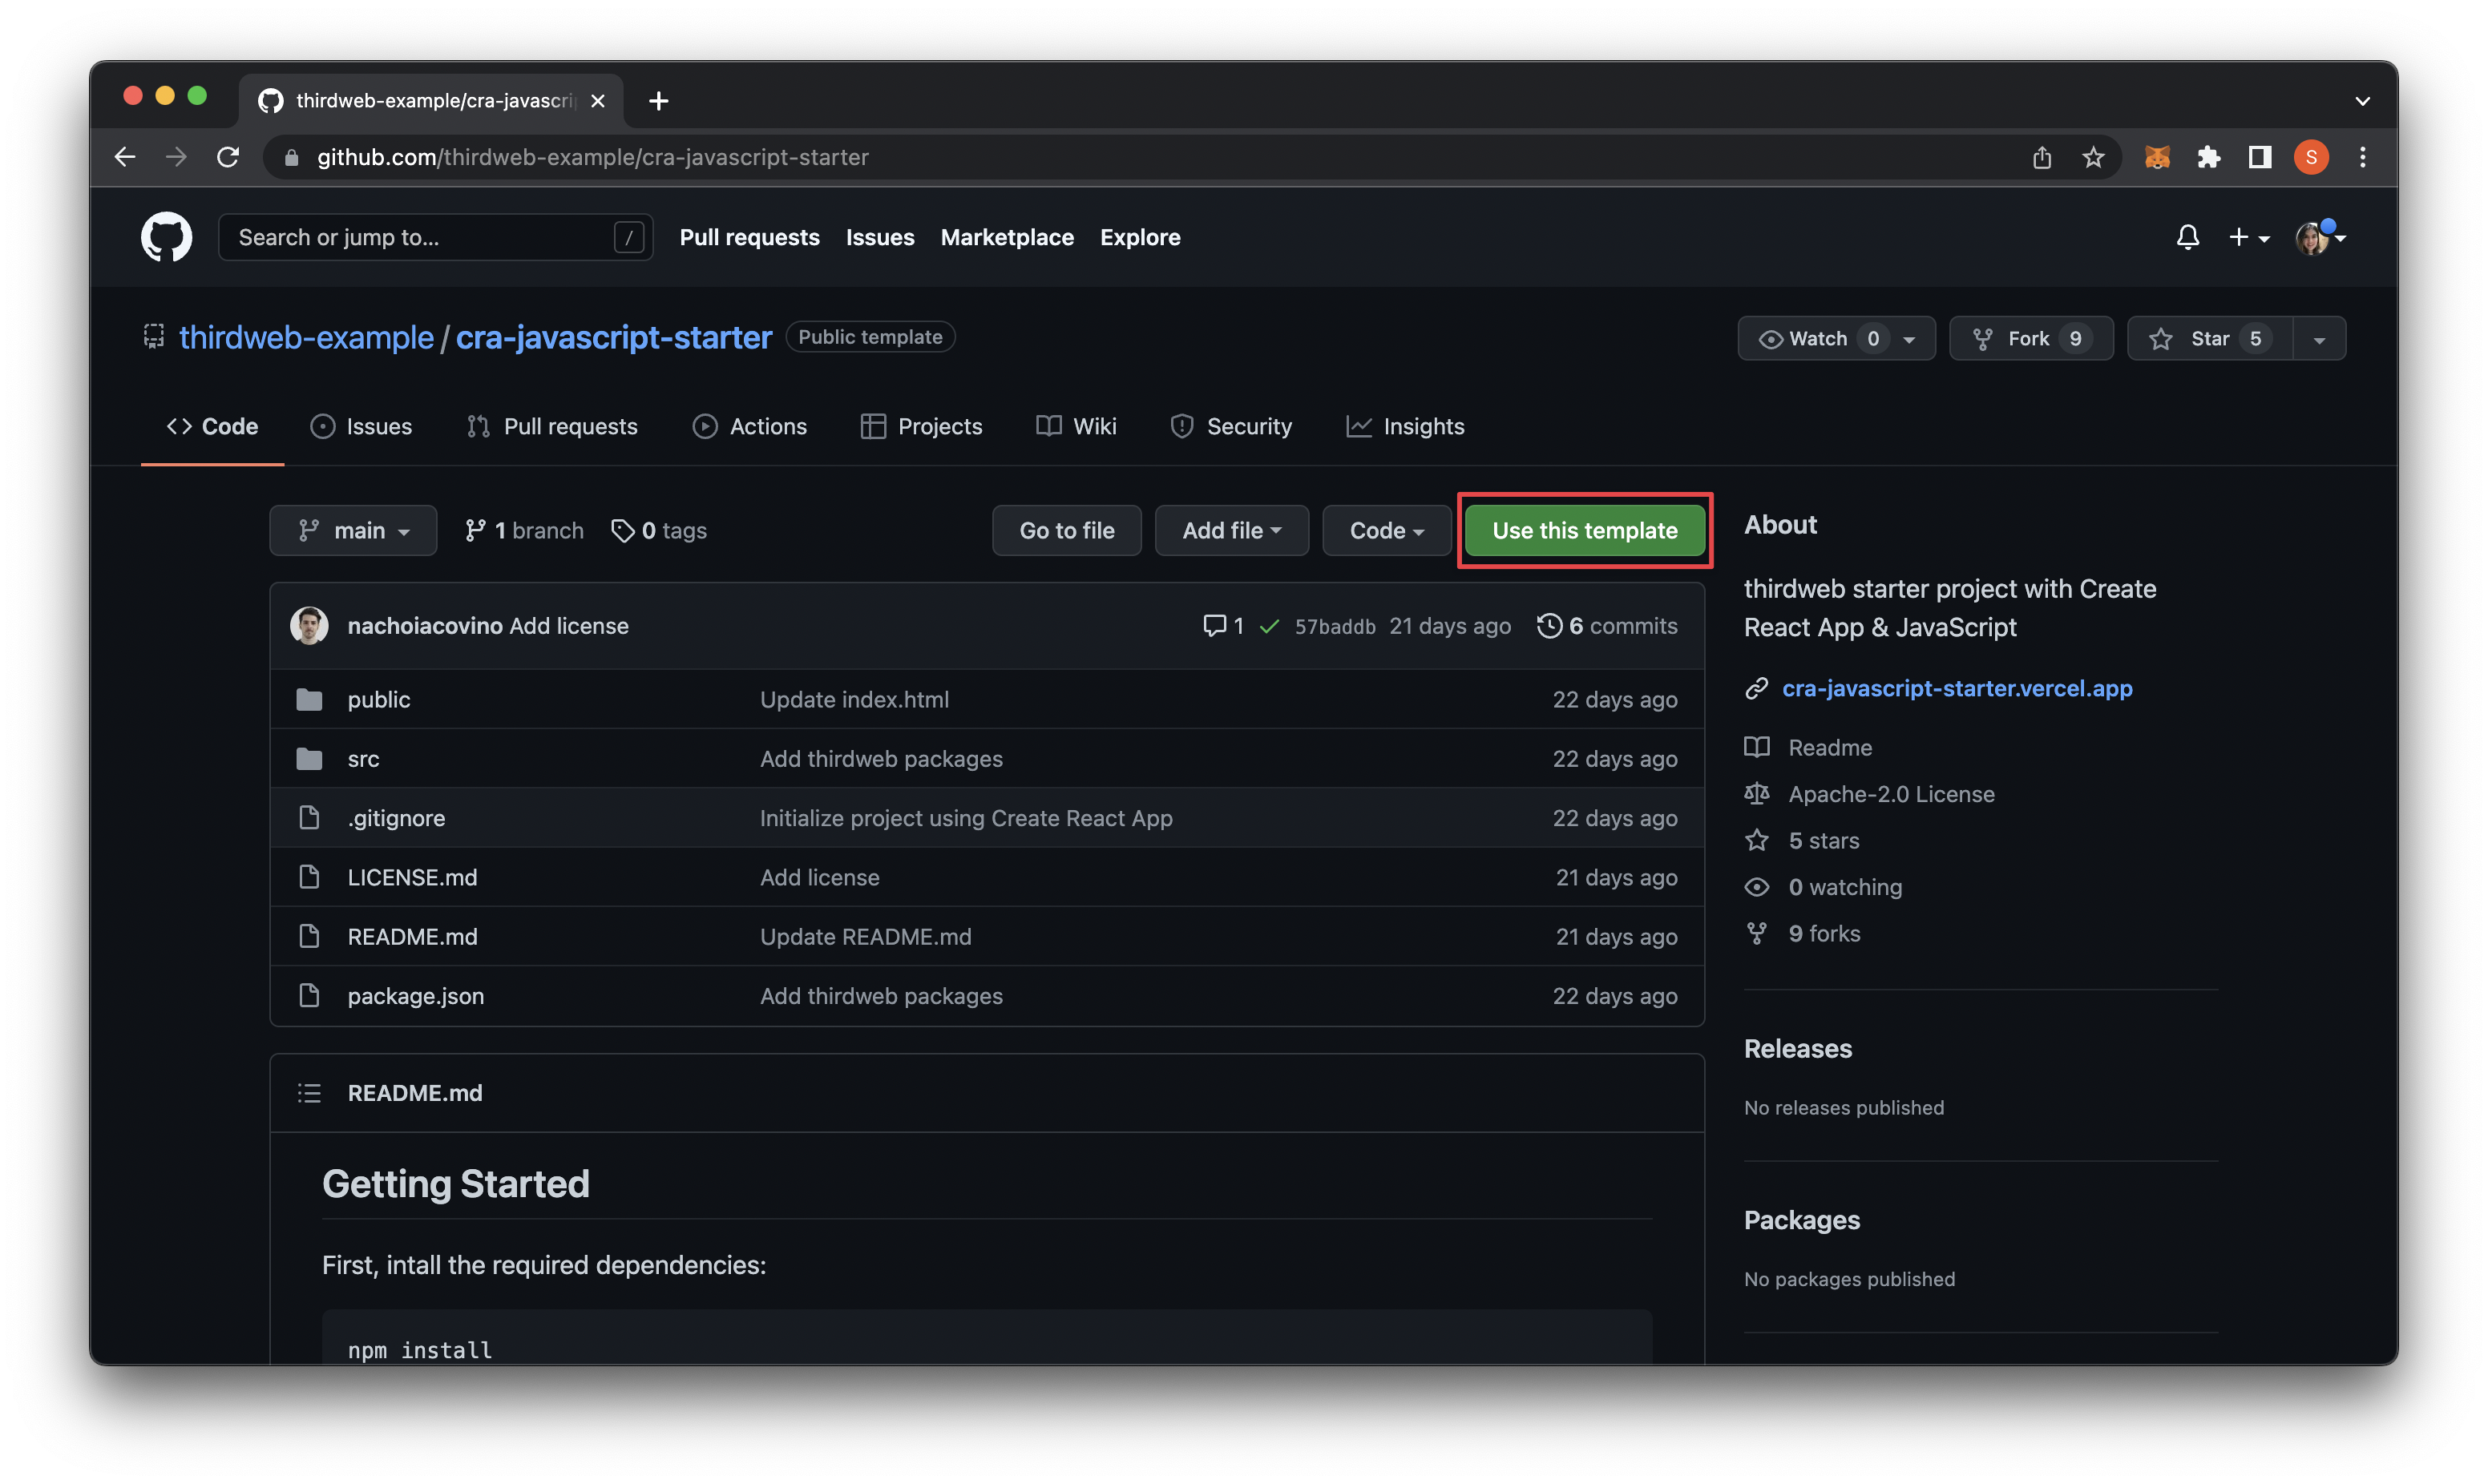 thirdweb-example/cra-javascri
github.com/thirdweb-example/cra-javascript-starter
S
Search or jump to... /
Pull requests Issues Marketplace Explore
thirdweb-example / cra-javascript-starter Public template
Watch 0 Fork 9 Star 5
Code Issues Pull requests Actions Projects Wiki Security Insights
main 1 branch 0 tags Go to file Add file Code Use this template
nachoiacovino Add license 1 57baddb 21 days ago 6 commits
public Update index.html 22 days ago
src Add thirdweb packages 22 days ago
.gitignore Initialize project using Create React App 22 days ago
LICENSE.md Add license 21 days ago
README.md Update README.md 21 days ago
package.json Add thirdweb packages 22 days ago
README.md
Getting Started
First, intall the required dependencies:
npm install
About
thirdweb starter project with Create
React App & JavaScript
cra-javascript-starter.vercel.app
Readme
Apache-2.0 License
5 stars
0 watching
9 forks
Releases
No releases published
Packages
No packages published